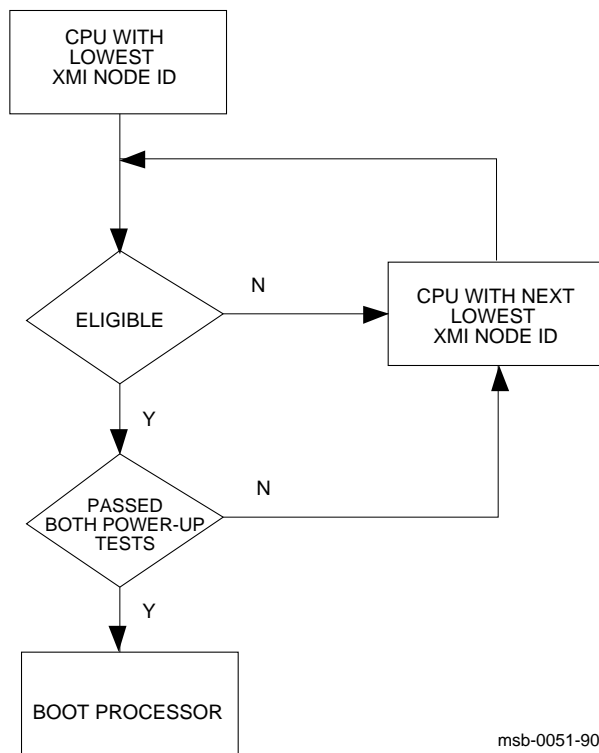 CPU WITH
LOWEST
XMI NODE ID
N
ELIGIBLE
CPU WITH NEXT
LOWEST
XMI NODE ID
Y
N
PASSED
BOTH POWER-UP
TESTS
Y
BOOT PROCESSOR
msb-0051-90